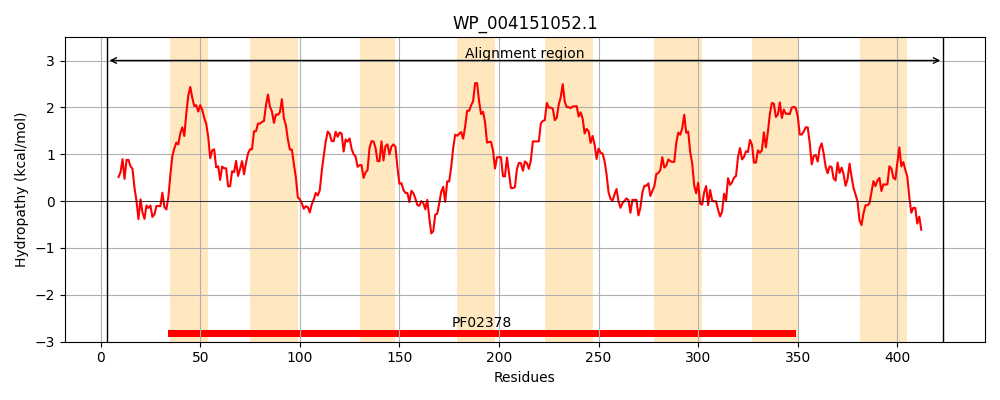 WP_004151052.1
Alignment region
3
2
1
0
−1
−2
−3
Hydropathy (kcal/mol)
PF02378
0 50 100 150 200 250 300 350 400
Residues